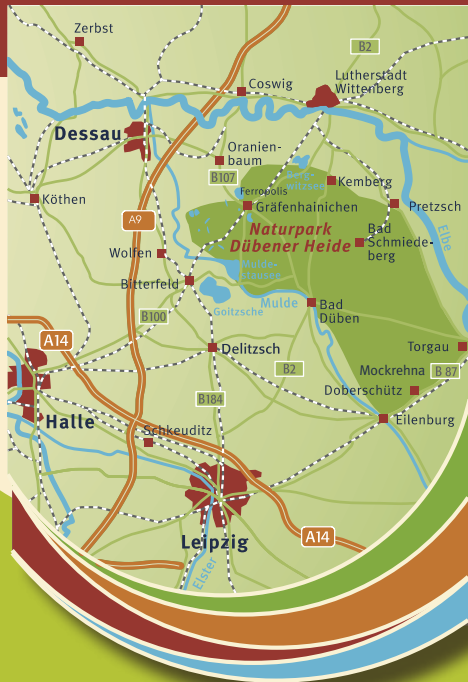 Zerbst
B2
Coswig
Lutherstadt
Wittenberg
Dessau
Oranien-
baum
B107
Ferropolis
Kemberg
Köthen
Gräfenhainichen
Pretzsch
A9
Naturpark
Dübener Heide
Bad
Schmiede-
berg
Elbe
Wolfen
Mulde-
stausee
Bitterfeld
Goitzsche
Mulde
Bad
Düben
B100
A14
Delitzsch
Torgau
B2
Mockrehna
B 87
Doberschütz
B184
Halle
Eilenburg
Schkeuditz
Leipzig
A14
Elster